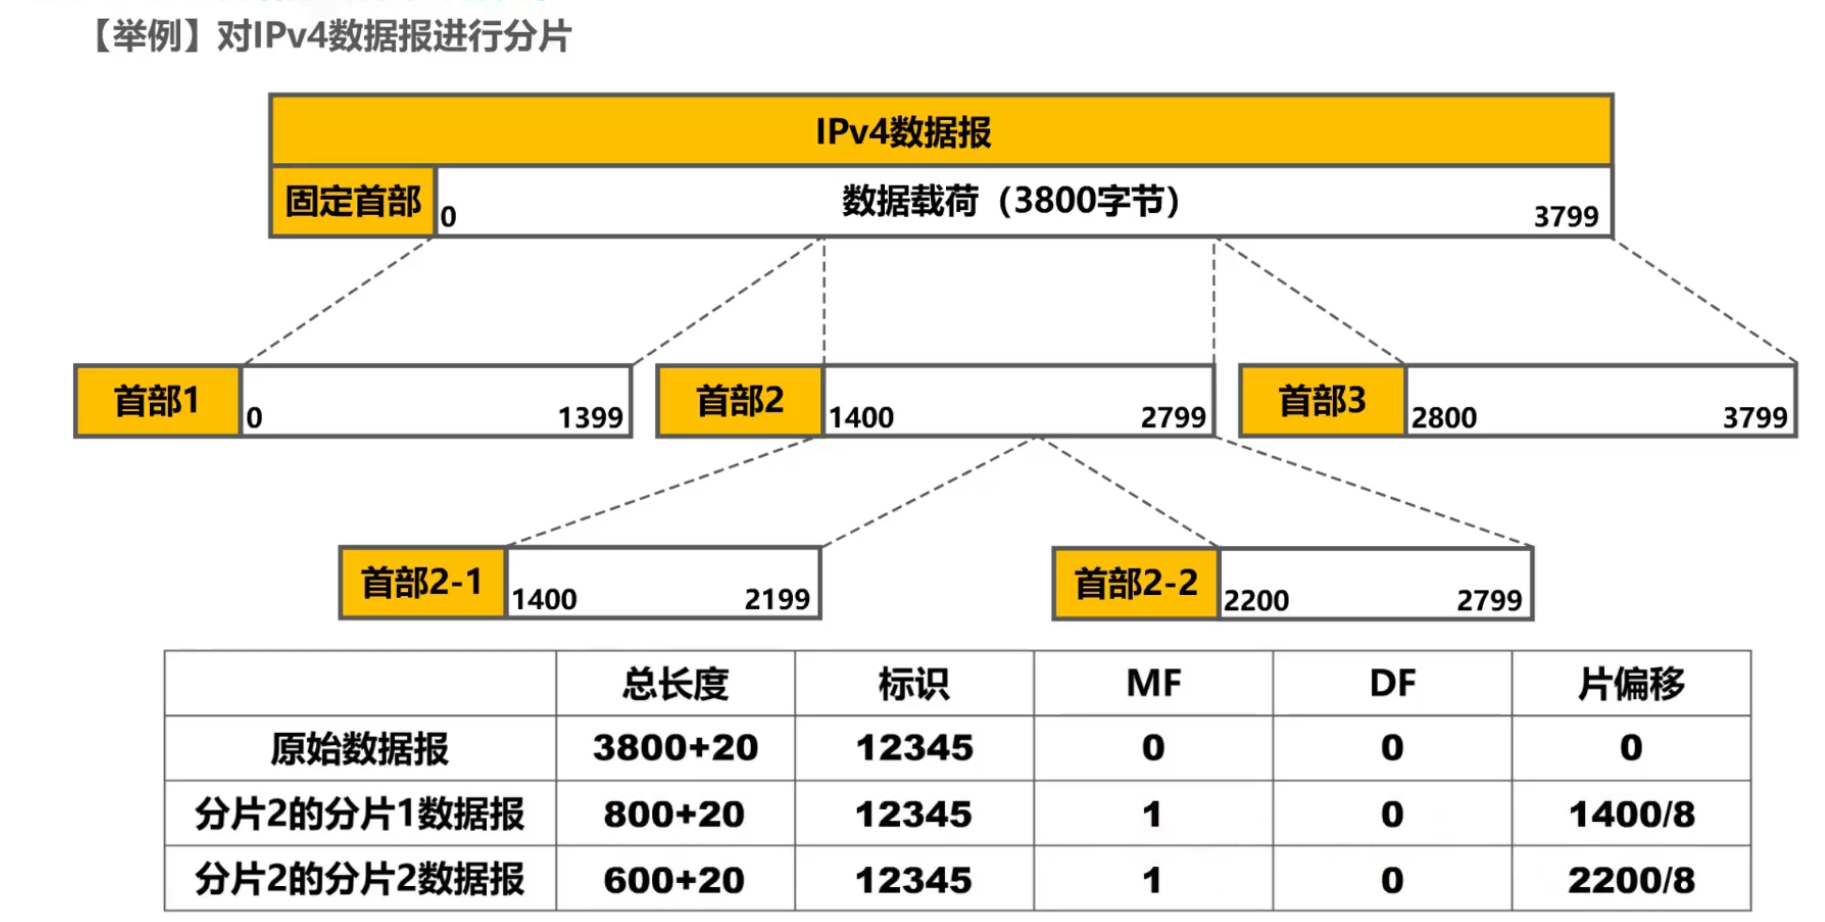 【举例】对IPv4数据报进行分片
IPv4数据报
固定首部 0 数据载荷（3800字节） 3799
首部1 0 1399 首部2 1400 2799 首部3 2800 3799
首部2-1 1400 2199 首部2-2 2200 2799
总长度 标识 MF DF 片偏移
原始数据报 3800+20 12345 0 0 0
分片2的分片1数据报 800+20 12345 1 0 1400/8
分片2的分片2数据报 600+20 12345 1 0 2200/8